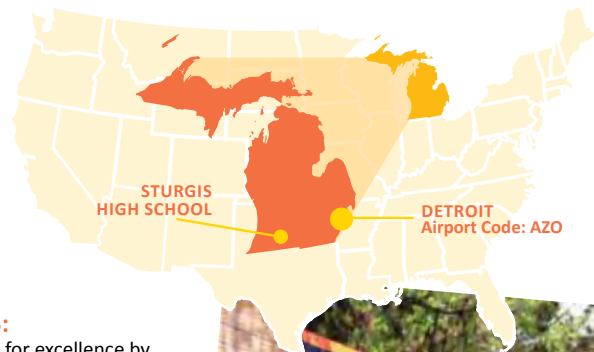 STURGIS
HIGH SCHOOL
DETROIT
Airport Code: AZO
for excellence by